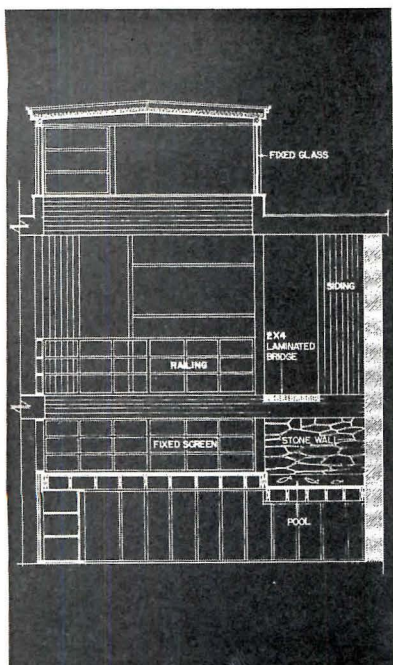 FIXED GLASS
SIDING
2X4
LAMINATED
BRIDGE
RAILING
FIXED SCREEN
STONE WALL
POOL